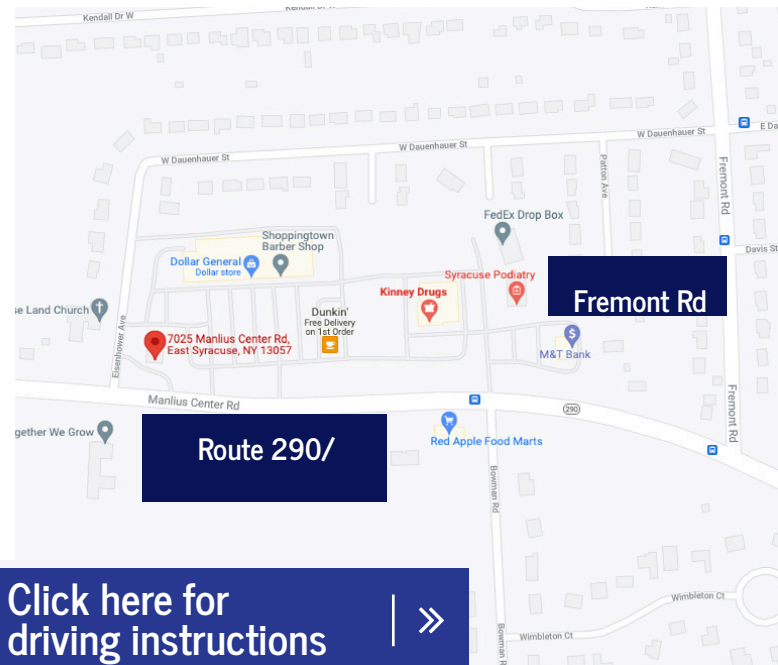 Kendall Dr W
W Dauenhauer St
W Dauenhauer St
W Dauenhauer St
E Da
Patton Ave
Fremont Rd
Davis St
FedEx Drop Box
Shoppingtown
Barber Shop
Dollar General
Dollar store
Syracuse Podiatry
Fremont Rd
Kinney Drugs
se Land Church
Dunkin'
Free Delivery
on 1st Order
Eisenhower Ave
7025 Manlius Center Rd,
East Syracuse, NY 13057
$
M&T Bank
Manlius Center Rd
(290)
Fremont Rd
gether We Grow
Route 290/
Red Apple Food Marts
Bowman Rd
Click here for
driving instructions
»
Wimbleton Ct
Wimbleton Ct
Bowman R